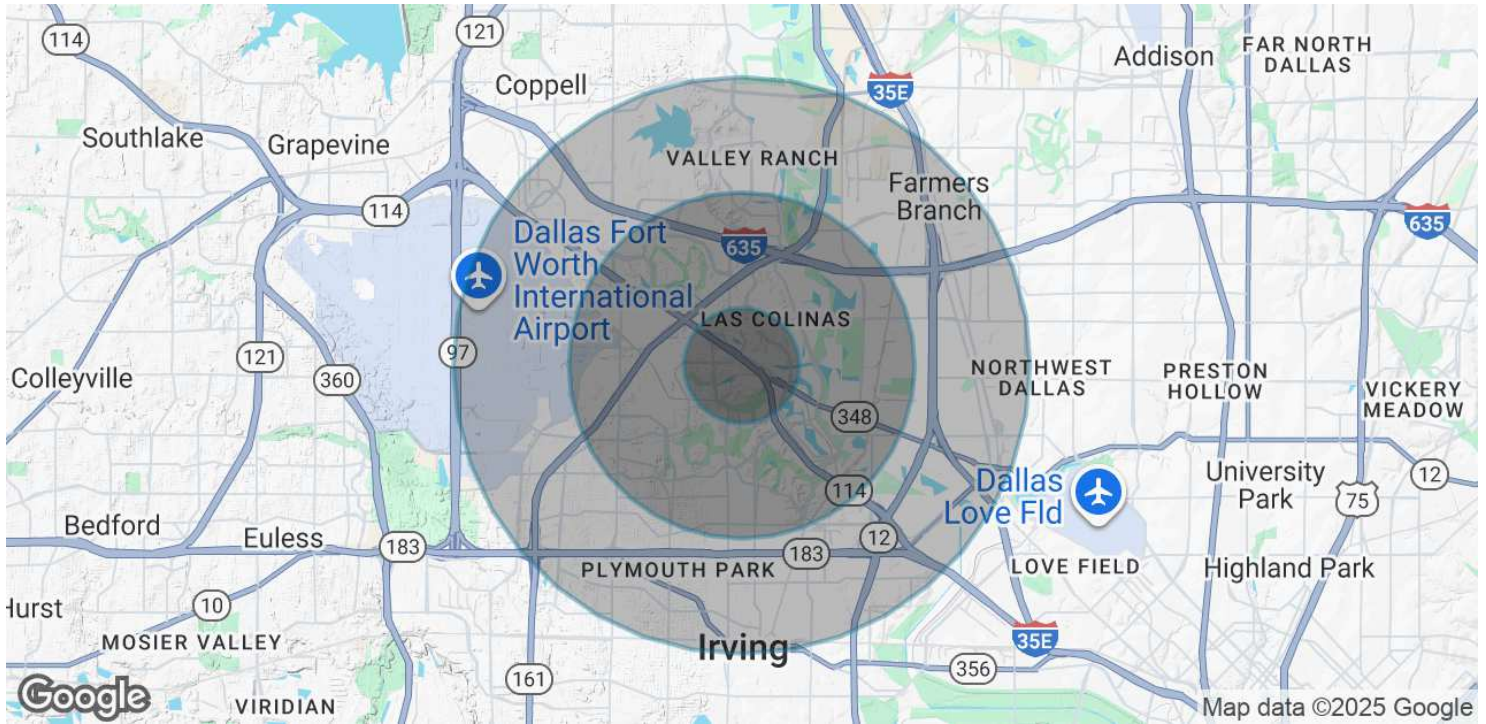 114
121
Addison
FAR NORTH
DALLAS
Coppell
35E
Southlake
Grapevine
VALLEY RANCH
Farmers
Branch
114
635
635
Dallas Fort
Worth
International
Airport
LAS COLINAS
121
97
360
Colleyville
NORTHWEST
DALLAS
PRESTON
HOLLOW
VICKERY
MEADOW
348
114
Dallas
Love Fld
University
Park
12
75
Bedford
Euless
183
12
183
PLYMOUTH PARK
LOVE FIELD
Highland Park
Hurst
10
MOSIER VALLEY
Irving
35E
356
161
VIRIDIAN
Google
Map data ©2025 Google